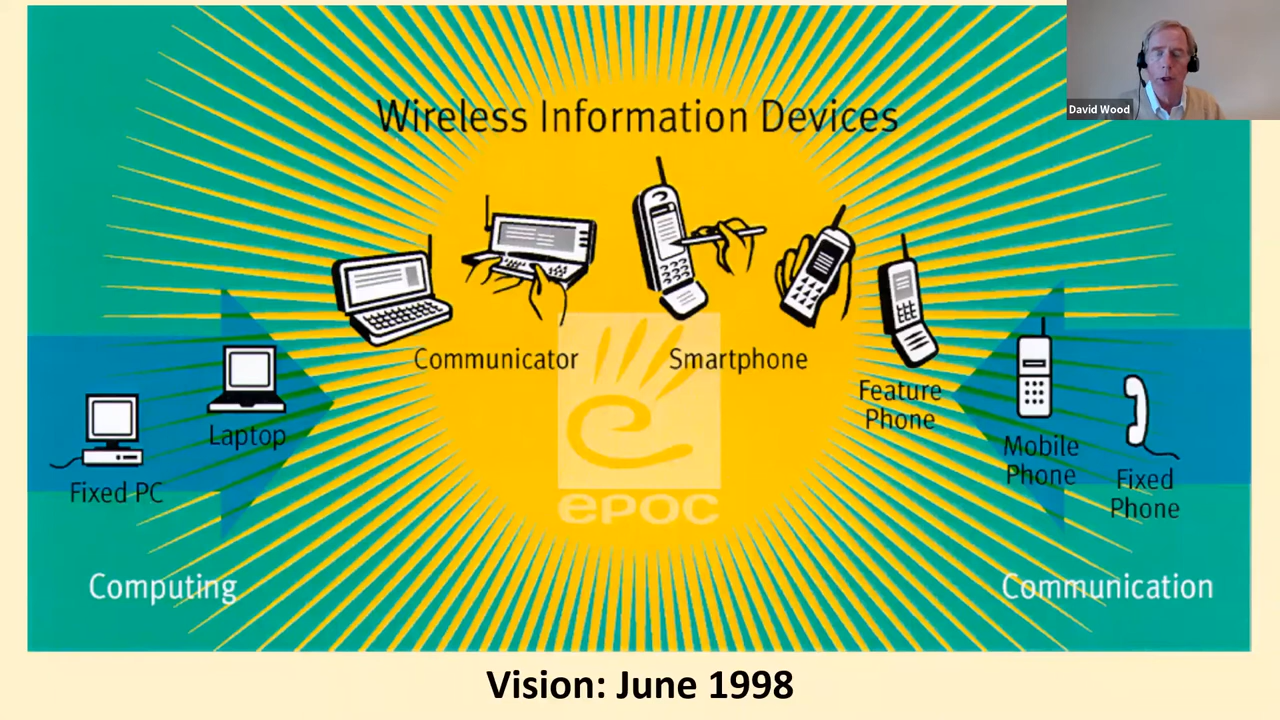 David Wood
Wireless Information Devices
Communicator
Smartphone
Feature
Phone
Laptop
Mobile
Phone
Fixed PC
Fixed
Phone
epoc
Computing
Communication
Vision: June 1998